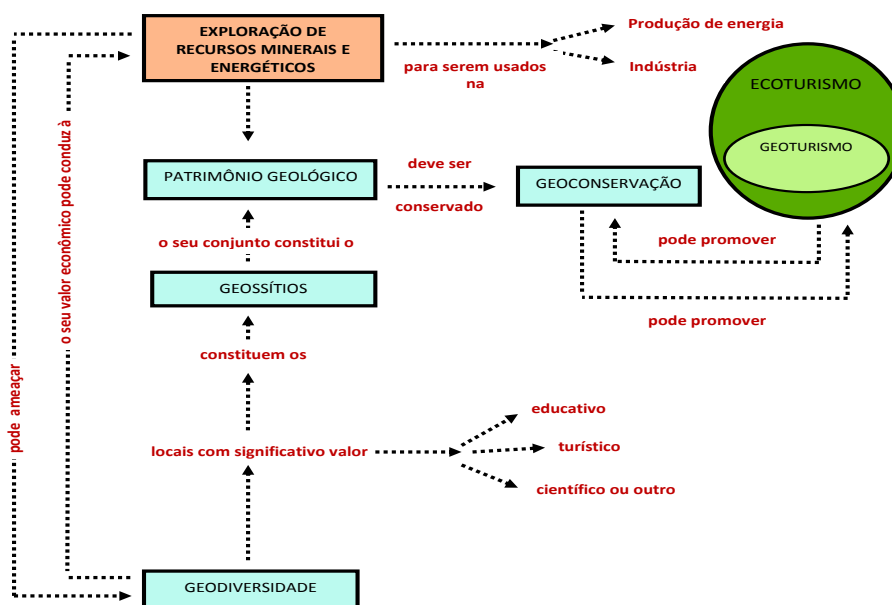 EXPLORAÇÃO DE
RECURSOS MINERAIS E
ENERGÉTICOS
para serem usados
na
Produção de energia
Indústria
ECOTURISMO
GEOTURISMO
PATRIMÔNIO GEOLÓGICO
deve ser
conservado
GEOCONSERVAÇÃO
pode promover
pode promover
o seu conjunto constitui o
GEOSSÍTIOS
constituem os
locais com significativo valor
educativo
turístico
científico ou outro
GEODIVERSIDADE
pode ameaçar
o seu valor econômico pode conduz à